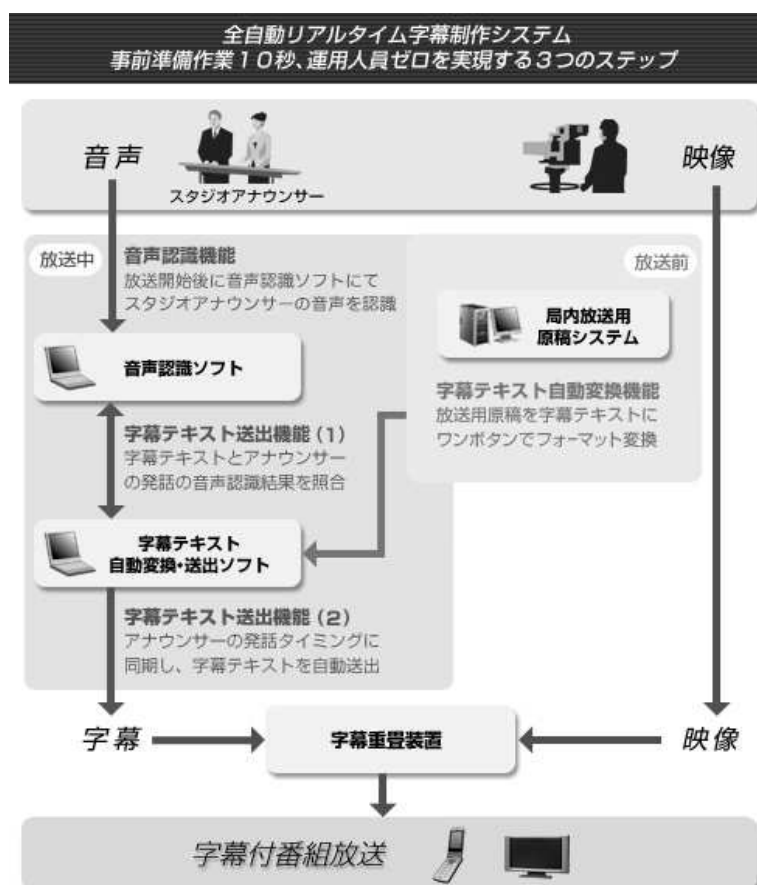 全自動リアルタイム字幕制作システム
事前準備作業10秒、運用人員ゼロを実現する3つのステップ
音声
スタジオアナウンサー
映像
放送中
音声認識機能
放送開始後に音声認識ソフトにて
スタジオアナウンサーの音声を認識
放送前
局内放送用
原稿システム
音声認識ソフト
字幕テキスト自動変換機能
放送用原稿を字幕テキストに
ワンボタンでフォーマット変換
字幕テキスト送出機能(1)
字幕テキストとアナウンサー
の発話の音声認識結果を照合
字幕テキスト
自動変換・送出ソフト
字幕テキスト送出機能(2)
アナウンサーの発話タイミングに
同期し、字幕テキストを自動送出
字幕
字幕重畳装置
映像
字幕付番組放送